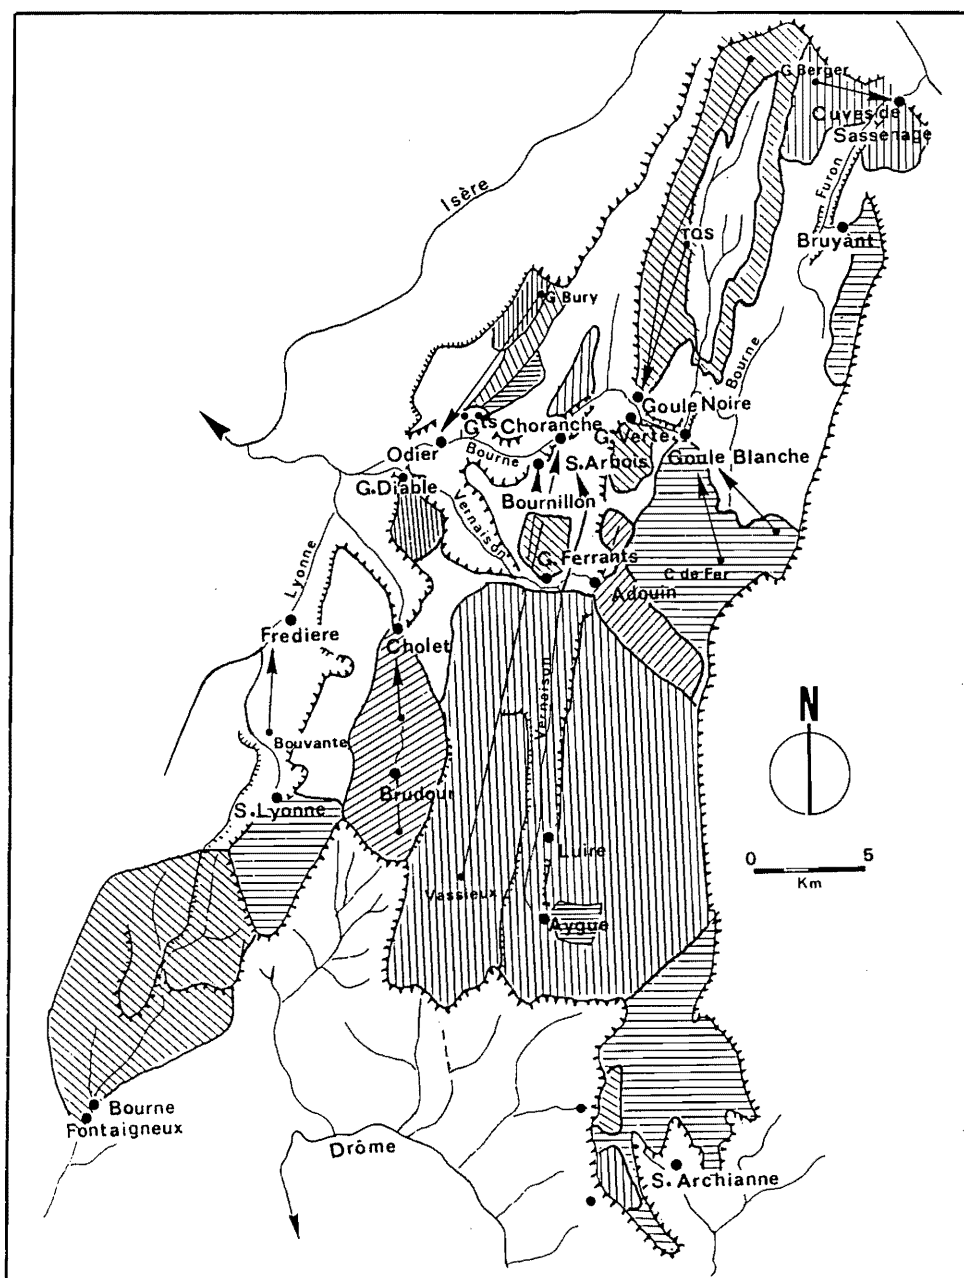 G Berger
Cuves de
Sassenage
Isère
Furon
TQS
Bruyant
G Bury
Bourne
Goule Noire
Gts Choranche
G. Verte
Odier
Bourne
S. Arbois
Goule Blanche
G. Diable
Bournillon
Vernaison
G. Ferrants
C de Fer
Lyonne
Adouin
Frediere
Cholet
Vernaison
N
Bouvante
Brudour
S. Lyonne
Luire
0 5
Km
Vassieux
Aygue
Bourne
Fontaigneux
Drôme
S. Archianne